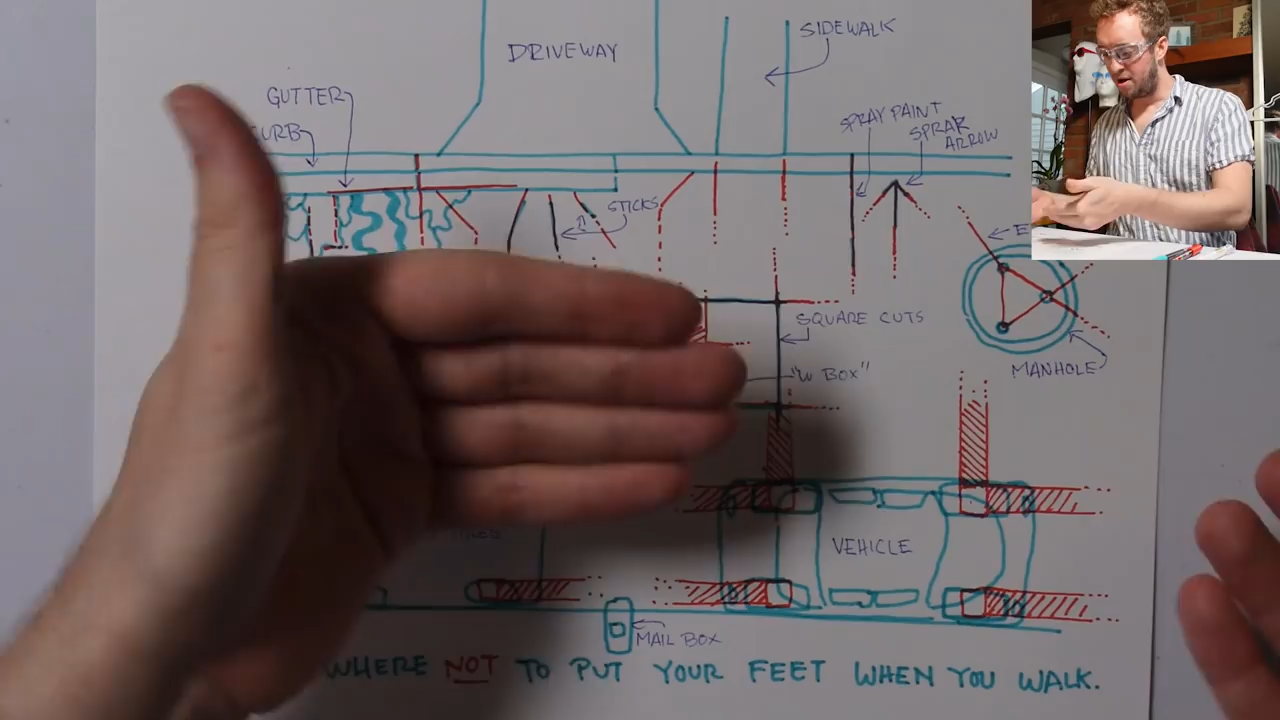 DRIVEWAY
SIDEWALK
GUTTER
CURB
SPRAY PAINT
SPRAY
ARROW
STICKS
SQUARE CUTS
"W BOX"
MANHOLE
VEHICLE
MAIL BOX
WHERE NOT TO PUT YOUR FEET WHEN YOU WALK.